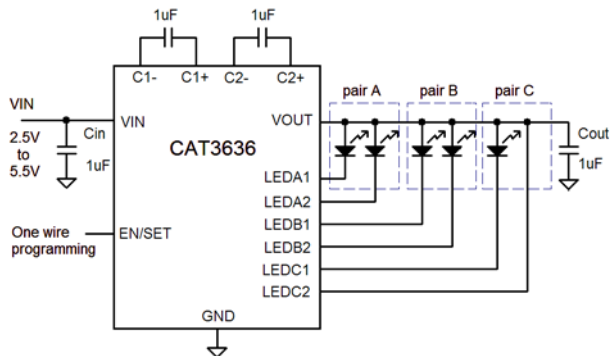 1uF 1uF
C1- C1+ C2- C2+
pair A pair B pair C
VIN
VIN VOUT
Cin Cout
2.5V
to
5.5V
1uF 1uF
CAT3636
LEDA1
LEDA2
LEDB1
One wire
programming
EN/SET
LEDB2
LEDC1
LEDC2
GND